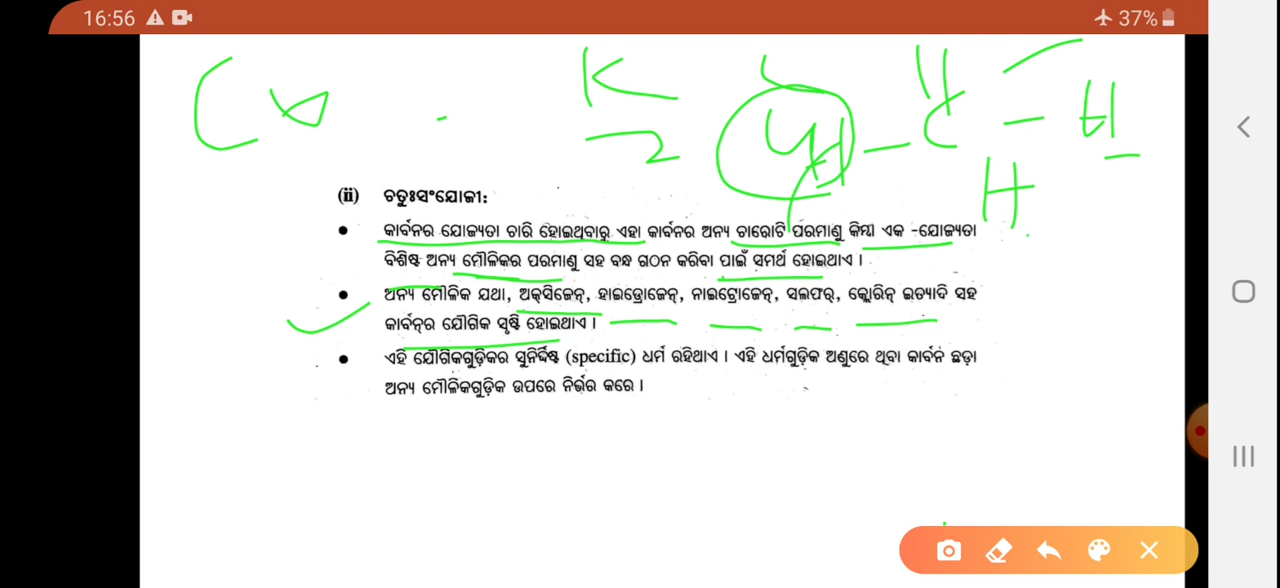 16:56
37%
K
2
H
H
(ii) ଚତୁଃସଂଯୋଜୀ:
• କାର୍ବନର ଯୋଜ୍ୟତା ଚାରି ହୋଇଥିବାରୁ ଏହା କାର୍ବନର ଅନ୍ୟ ଚାରୋଟି ପରମାଣୁ କିମ୍ବା ଏକ -ଯୋଜ୍ୟତା
ବିଶିଷ୍ଟ ଅନ୍ୟ ମୌଳିକର ପରମାଣୁ ସହ ବନ୍ଧ ଗଠନ କରିବା ପାଇଁ ସମର୍ଥ ହୋଇଥାଏ ।
• ଅନ୍ୟ ମୌଳିକ ଯଥା, ଅକ୍‌ସିଜେନ୍, ହାଇଡ୍ରୋଜେନ୍, ନାଇଟ୍ରୋଜେନ୍, ସଲଫର୍, କ୍ଲୋରିନ୍ ଇତ୍ୟାଦି ସହ
କାର୍ବନ୍‌ର ଯୌଗିକ ସୃଷ୍ଟି ହୋଇଥାଏ ।
• ଏହି ଯୌଗିକଗୁଡ଼ିକର ସୁନିର୍ଦ୍ଦିଷ୍ଟ (specific) ଧର୍ମ ରହିଥାଏ । ଏହି ଧର୍ମଗୁଡ଼ିକ ଅଣୁରେ ଥିବା କାର୍ବନ ଛଡ଼ା
ଅନ୍ୟ ମୌଳିକଗୁଡ଼ିକ ଉପରେ ନିର୍ଭର କରେ ।